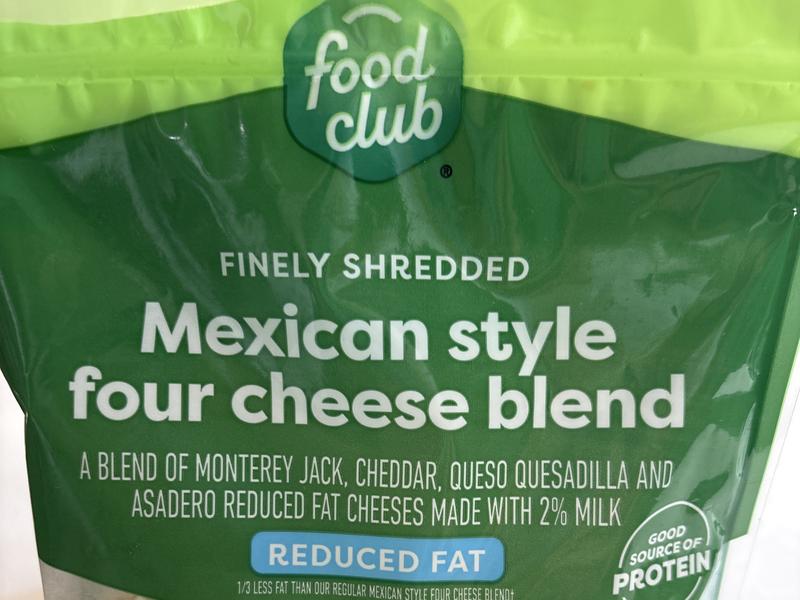 food
club
®
FINELY SHREDDED
Mexican style
four cheese blend
A BLEND OF MONTEREY JACK, CHEDDAR, QUESO QUESADILLA AND
ASADERO REDUCED FAT CHEESES MADE WITH 2% MILK
REDUCED FAT
1/3 LESS FAT THAN OUR REGULAR MEXICAN STYLE FOUR CHEESE BLEND†
GOOD
SOURCE OF
PROTEIN